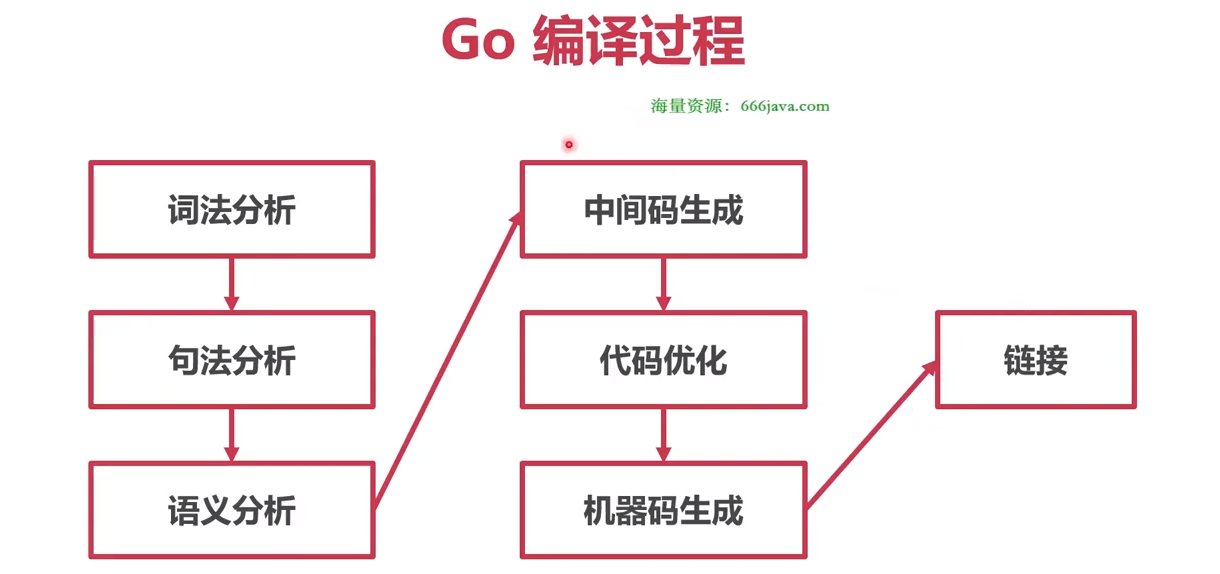 Go 编译过程
海量资源：666java.com
词法分析
句法分析
语义分析
中间码生成
代码优化
机器码生成
链接